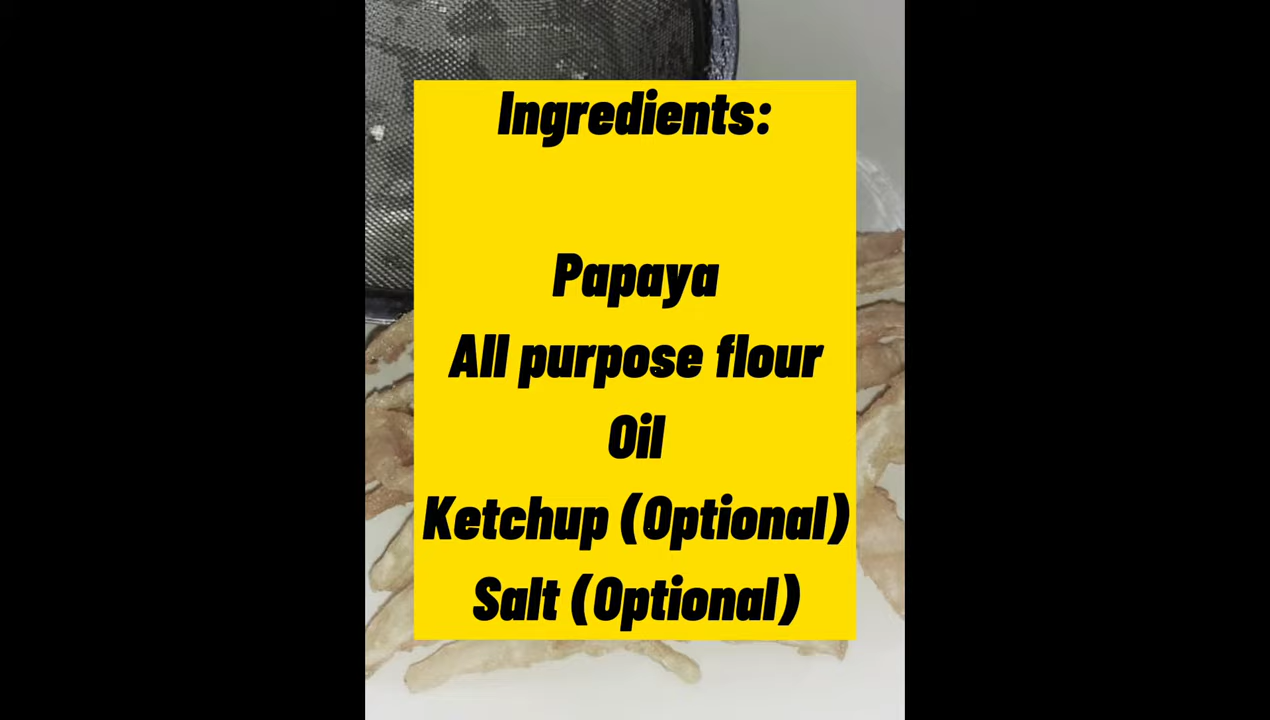 Ingredients:
Papaya
All purpose flour
Oil
Ketchup (Optional)
Salt (Optional)